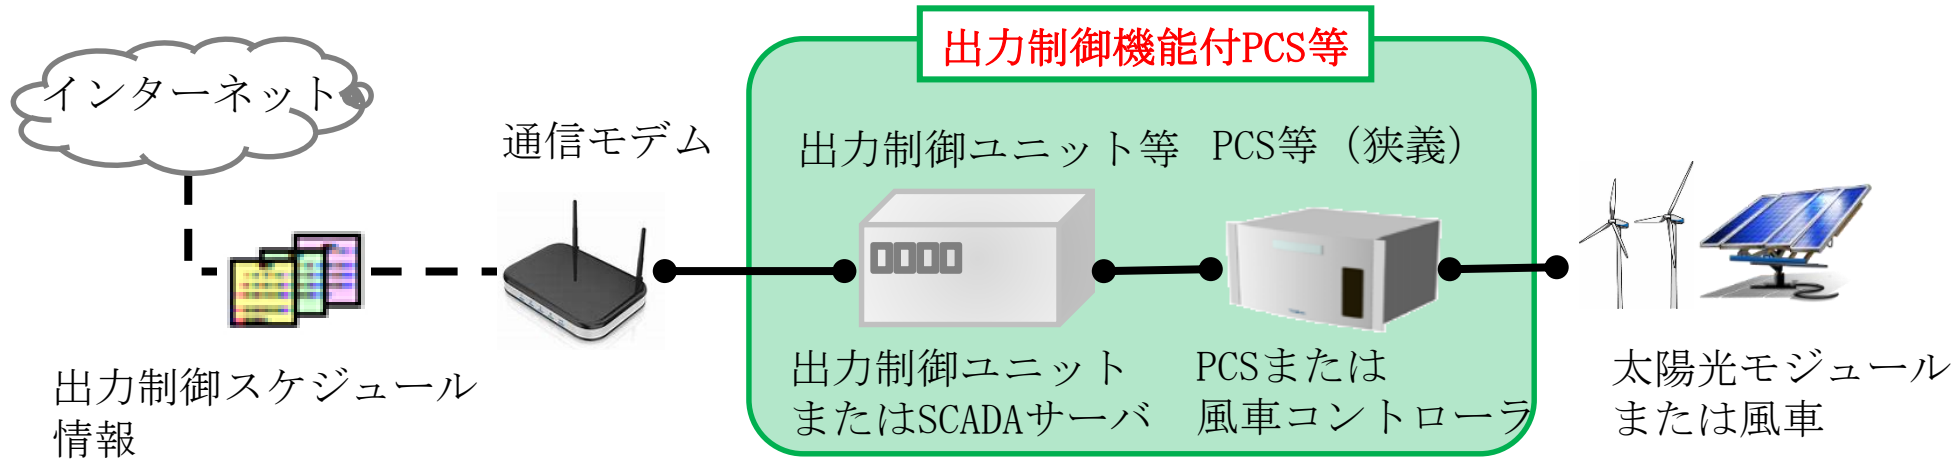 出力制御機能付PCS等
インターネット
通信モデム
出力制御ユニット等
PCS等（狭義）
出力制御スケジュール
情報
出力制御ユニット
またはSCADAサーバ
PCSまたは
風車コントローラ
太陽光モジュール
または風車